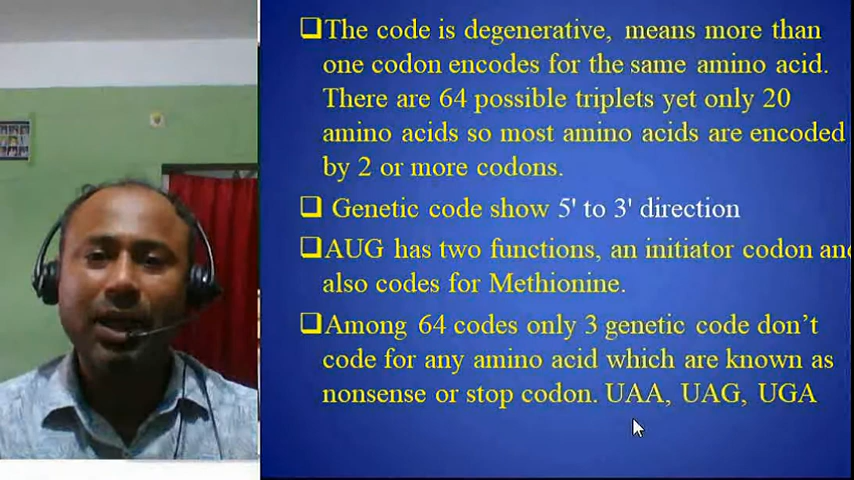 ❑The code is degenerative, means more than
one codon encodes for the same amino acid.
There are 64 possible triplets yet only 20
amino acids so most amino acids are encoded
by 2 or more codons.
❑ Genetic code show 5' to 3' direction
❑AUG has two functions, an initiator codon and
also codes for Methionine.
❑Among 64 codes only 3 genetic code don’t
code for any amino acid which are known as
nonsense or stop codon. UAA, UAG, UGA